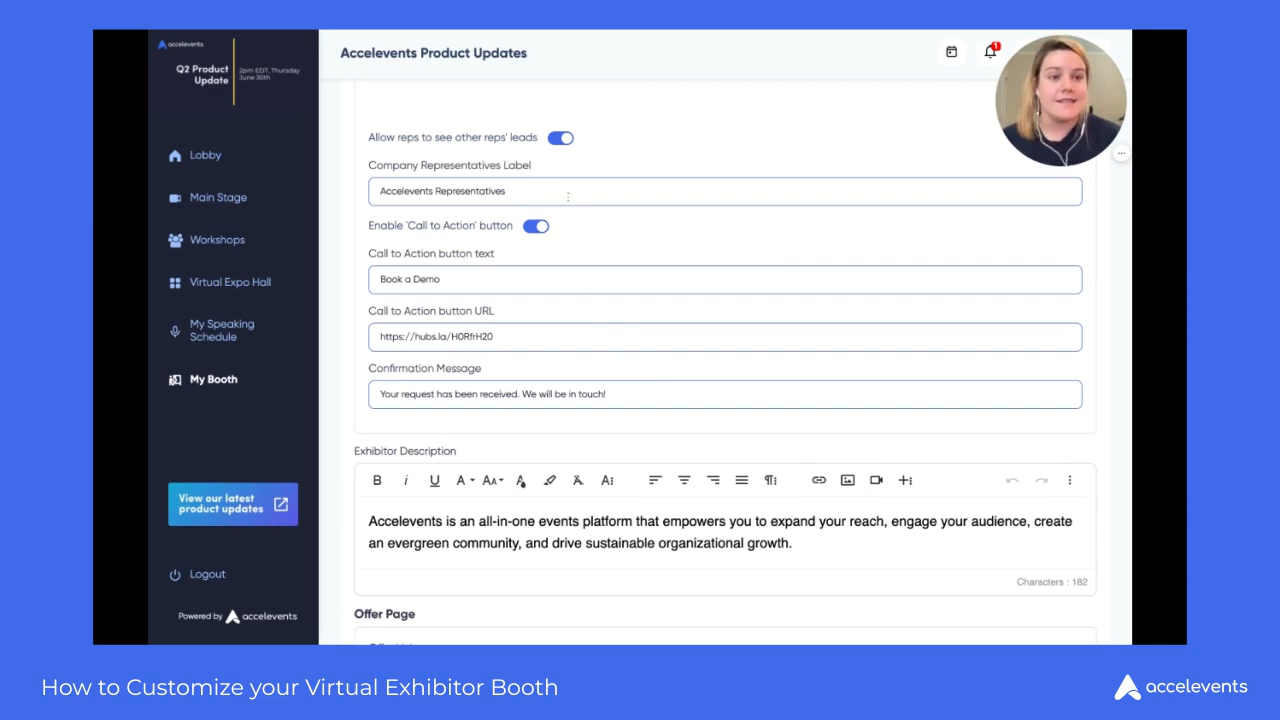 accelevents
Q2 Product
Update
2pm EDT, Thursday
June 30th
Lobby
Main Stage
Workshops
Virtual Expo Hall
My Speaking
Schedule
My Booth
View our latest
product updates
Logout
Powered by accelevents
Accelevents Product Updates
1
Allow reps to see other reps' leads
Company Representatives Label
Accelevents Representatives
Enable 'Call to Action' button
Call to Action button text
Book a Demo
Call to Action button URL
https://hubs.la/H0RfrH20
Confirmation Message
Your request has been received. We will be in touch!
Exhibitor Description
Accelevents is an all-in-one events platform that empowers you to expand your reach, engage your audience, create
an evergreen community, and drive sustainable organizational growth.
Characters : 182
Offer Page
How to Customize your Virtual Exhibitor Booth
accelevents